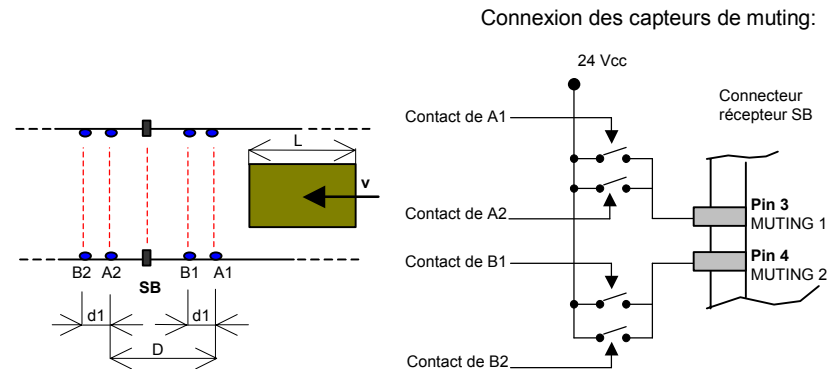 Connexion des capteurs de muting:
24 Vcc
Connecteur
récepteur SB
Contact de A1
L
v
Pin 3
MUTING 1
Contact de A2
Pin 4
MUTING 2
Contact de B1
B2 A2 SB B1 A1
d1 d1
D
Contact de B2